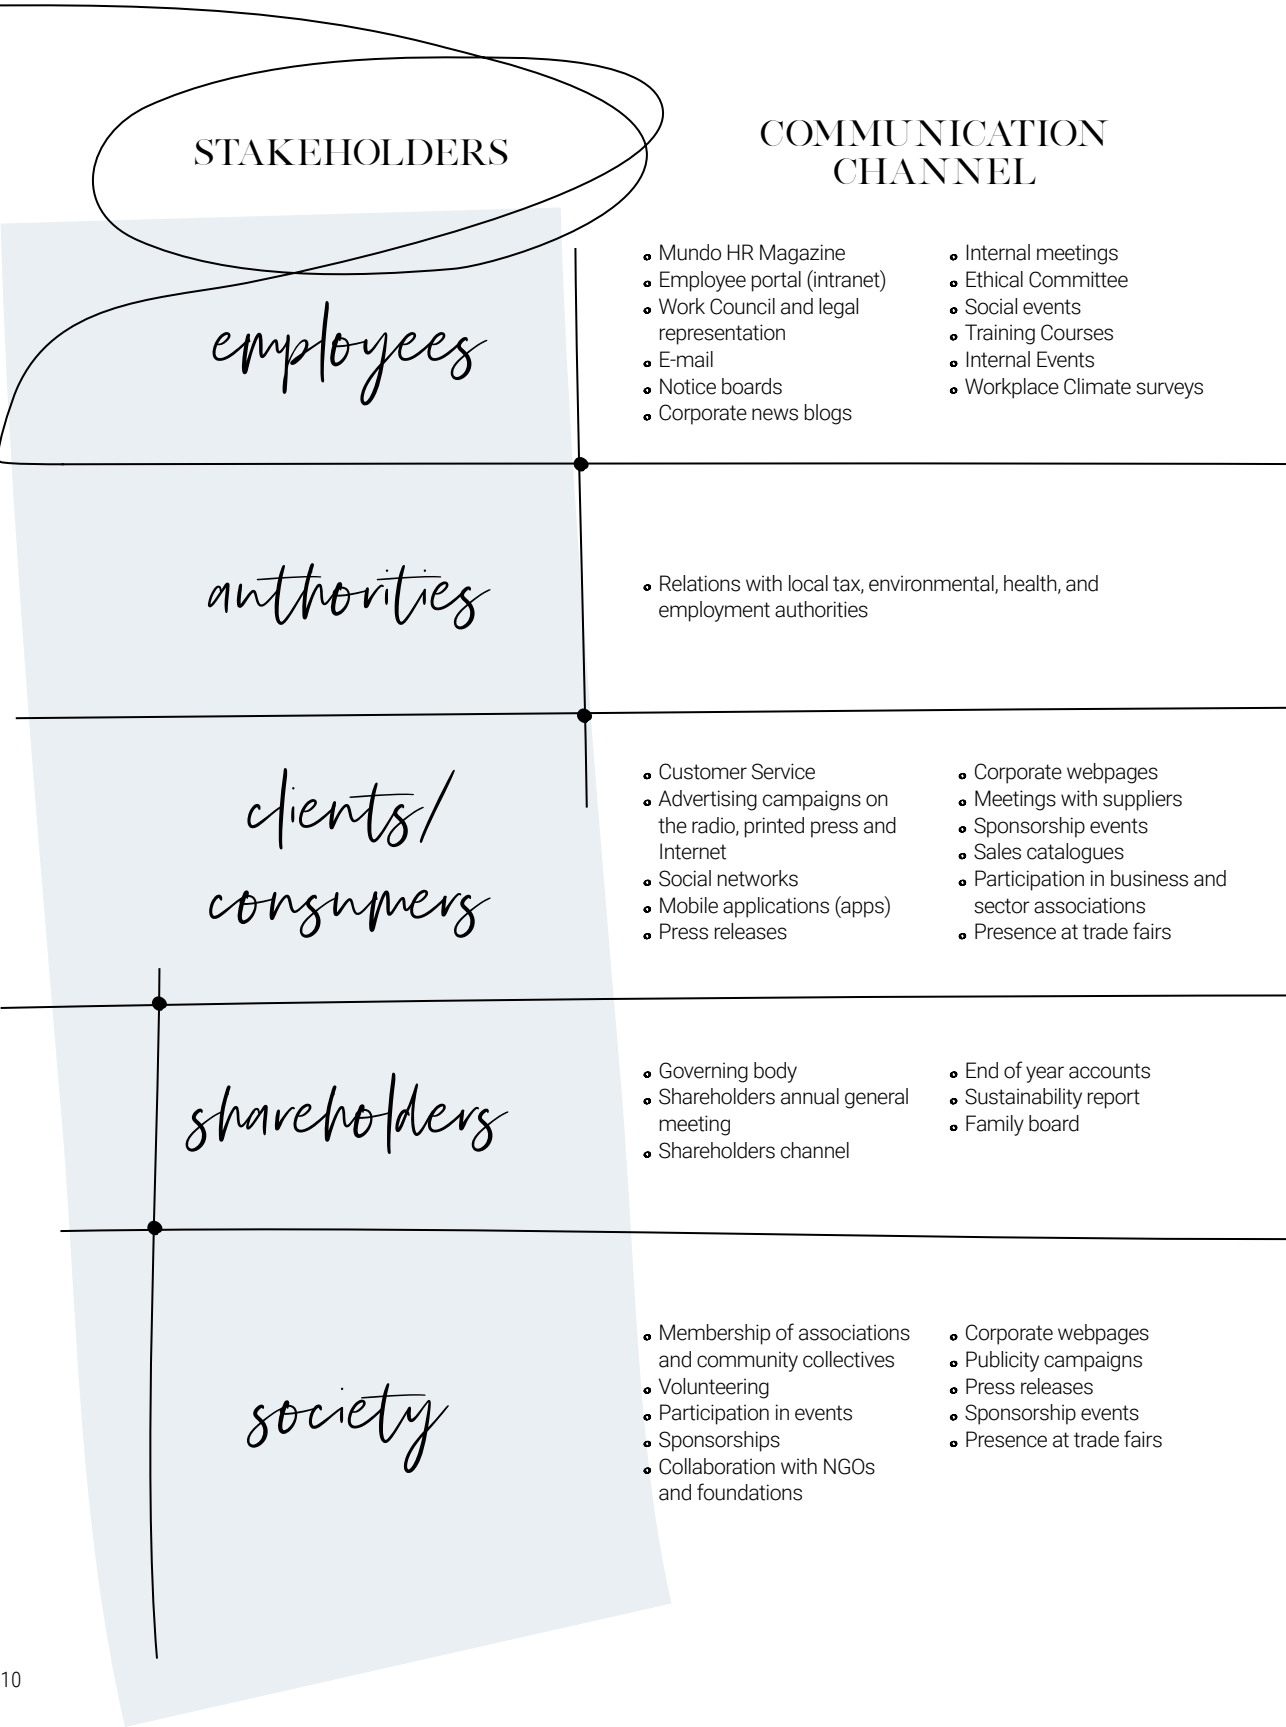 STAKEHOLDERS
COMMUNICATION
CHANNEL
employees
Mundo HR Magazine
Employee portal (intranet)
Work Council and legal
representation
E-mail
Notice boards
Corporate news blogs
Internal meetings
Ethical Committee
Social events
Training Courses
Internal Events
Workplace Climate surveys
authorities
Relations with local tax, environmental, health, and
employment authorities
clients/
consumers
Customer Service
Advertising campaigns on
the radio, printed press and
Internet
Social networks
Mobile applications (apps)
Press releases
Corporate webpages
Meetings with suppliers
Sponsorship events
Sales catalogues
Participation in business and
sector associations
Presence at trade fairs
shareholders
Governing body
Shareholders annual general
meeting
Shareholders channel
End of year accounts
Sustainability report
Family board
society
Membership of associations
and community collectives
Volunteering
Participation in events
Sponsorships
Collaboration with NGOs
and foundations
Corporate webpages
Publicity campaigns
Press releases
Sponsorship events
Presence at trade fairs
10